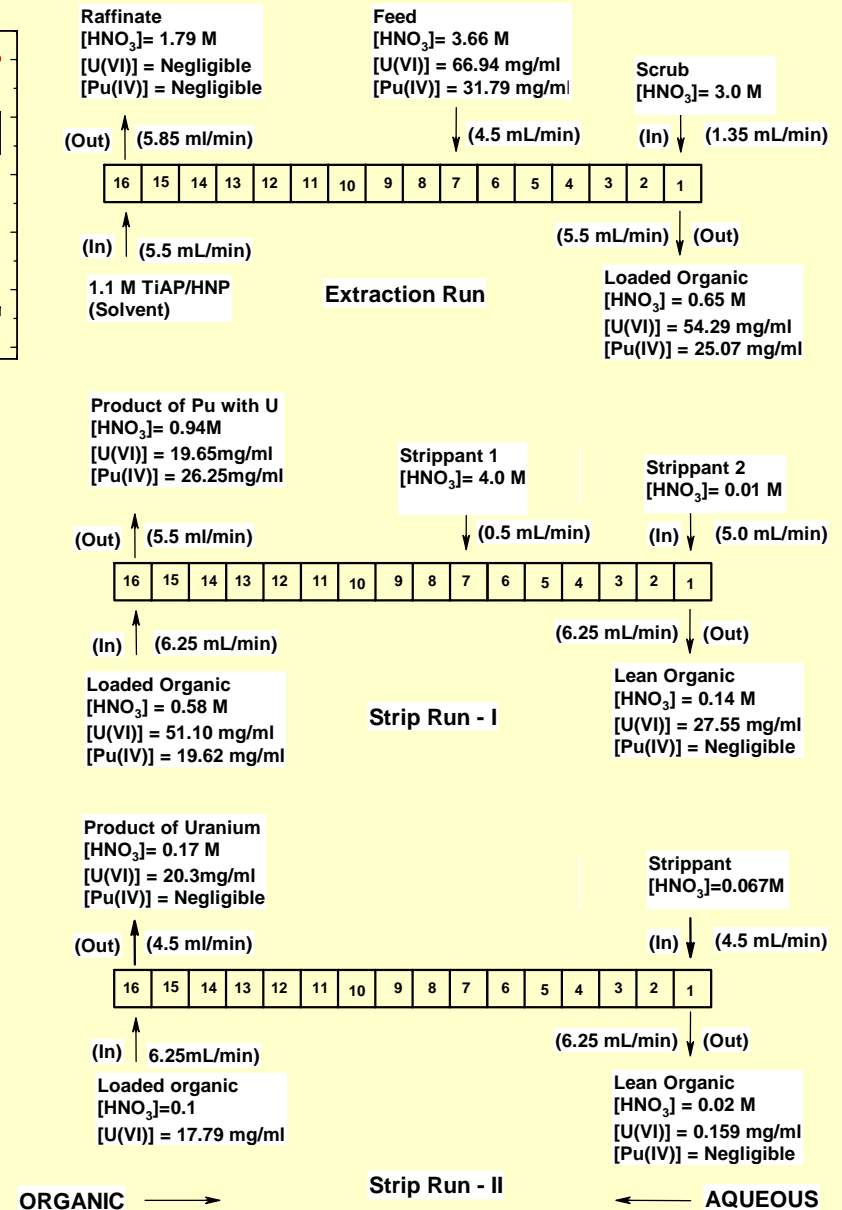 Raffinate
[HNO3]= 1.79 M
[U(VI)] = Negligible
[Pu(IV)] = Negligible
(Out) (5.85 ml/min)
Feed
[HNO3]= 3.66 M
[U(VI)] = 66.94 mg/ml
[Pu(IV)] = 31.79 mg/ml
(4.5 mL/min)
Scrub
[HNO3]= 3.0 M
(In) (1.35 mL/min)
16 15 14 13 12 11 10 9 8 7 6 5 4 3 2 1
(In) (5.5 mL/min)
1.1 M TiAP/HNP
(Solvent)
Extraction Run
(5.5 mL/min) (Out)
Loaded Organic
[HNO3] = 0.65 M
[U(VI)] = 54.29 mg/ml
[Pu(IV)] = 25.07 mg/ml
Product of Pu with U
[HNO3]= 0.94M
[U(VI)] = 19.65mg/ml
[Pu(IV)] = 26.25mg/ml
(Out) (5.5 ml/min)
Strippant 1
[HNO3]= 4.0 M
(0.5 mL/min)
Strippant 2
[HNO3]= 0.01 M
(In) (5.0 mL/min)
16 15 14 13 12 11 10 9 8 7 6 5 4 3 2 1
(In) (6.25 mL/min)
Loaded Organic
[HNO3] = 0.58 M
[U(VI)] = 51.10 mg/ml
[Pu(IV)] = 19.62 mg/ml
Strip Run - I
(6.25 mL/min) (Out)
Lean Organic
[HNO3] = 0.14 M
[U(VI)] = 27.55 mg/ml
[Pu(IV)] = Negligible
Product of Uranium
[HNO3]= 0.17 M
[U(VI)] = 20.3mg/ml
[Pu(IV)] = Negligible
(Out) (4.5 ml/min)
Strippant
[HNO3]=0.067M
(In) (4.5 mL/min)
16 15 14 13 12 11 10 9 8 7 6 5 4 3 2 1
(In) 6.25mL/min)
Loaded organic
[HNO3]=0.1
[U(VI)] = 17.79 mg/ml
(6.25 mL/min) (Out)
Lean Organic
[HNO3] = 0.02 M
[U(VI)] = 0.159 mg/ml
[Pu(IV)] = Negligible
Strip Run - II
ORGANIC
AQUEOUS